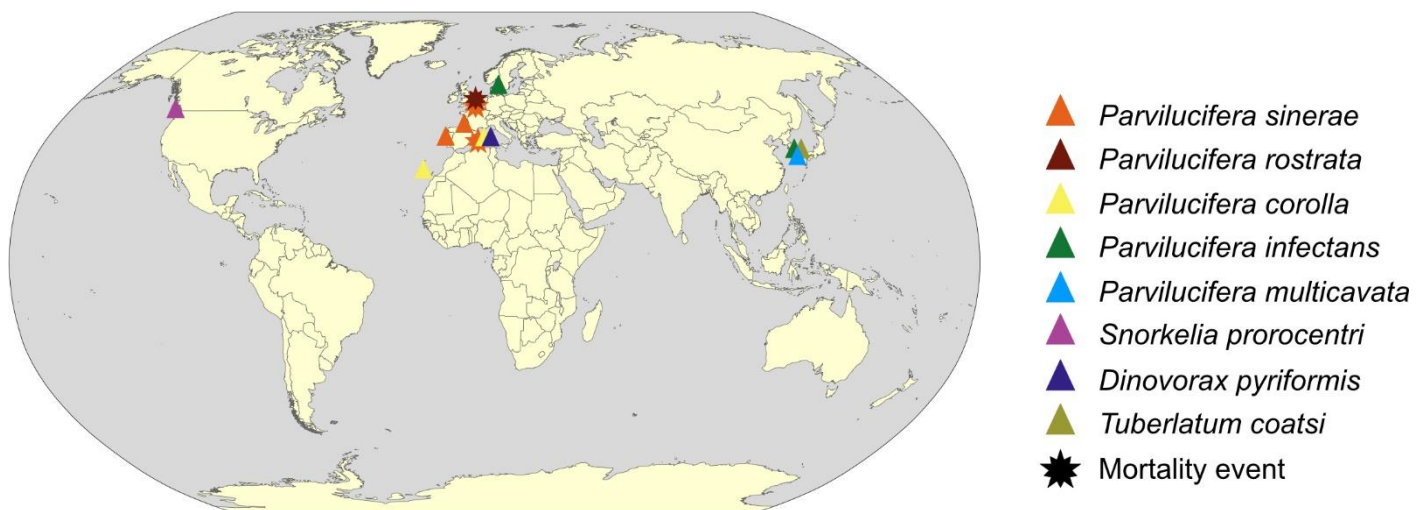 Parvilucifera sinerae
Parvilucifera rostrata
Parvilucifera corolla
Parvilucifera infectans
Parvilucifera multicavata
Snorkelia prorocentri
Dinovorax pyriformis
Tuberlatum coatsi
Mortality event